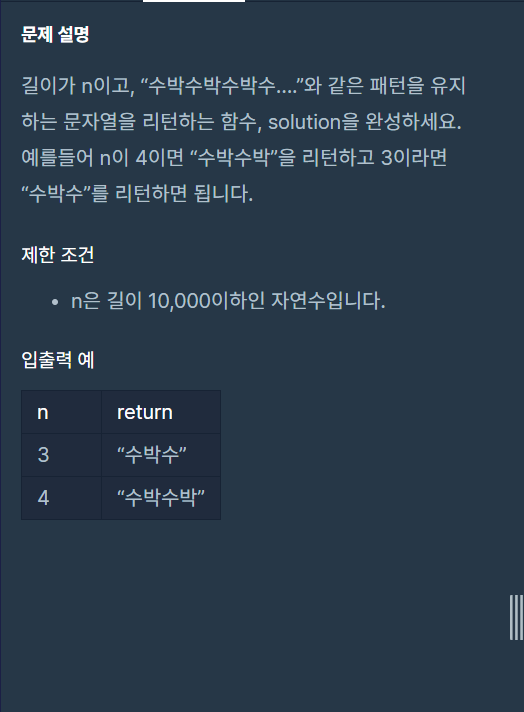 문제 설명
길이가 n이고, “수박수박수박수....”와 같은 패턴을 유지
하는 문자열을 리턴하는 함수, solution을 완성하세요.
예를들어 n이 4이면 “수박수박”을 리턴하고 3이라면
“수박수”를 리턴하면 됩니다.
제한 조건
• n은 길이 10,000이하인 자연수입니다.
입출력 예
n return
3 “수박수”
4 “수박수박”